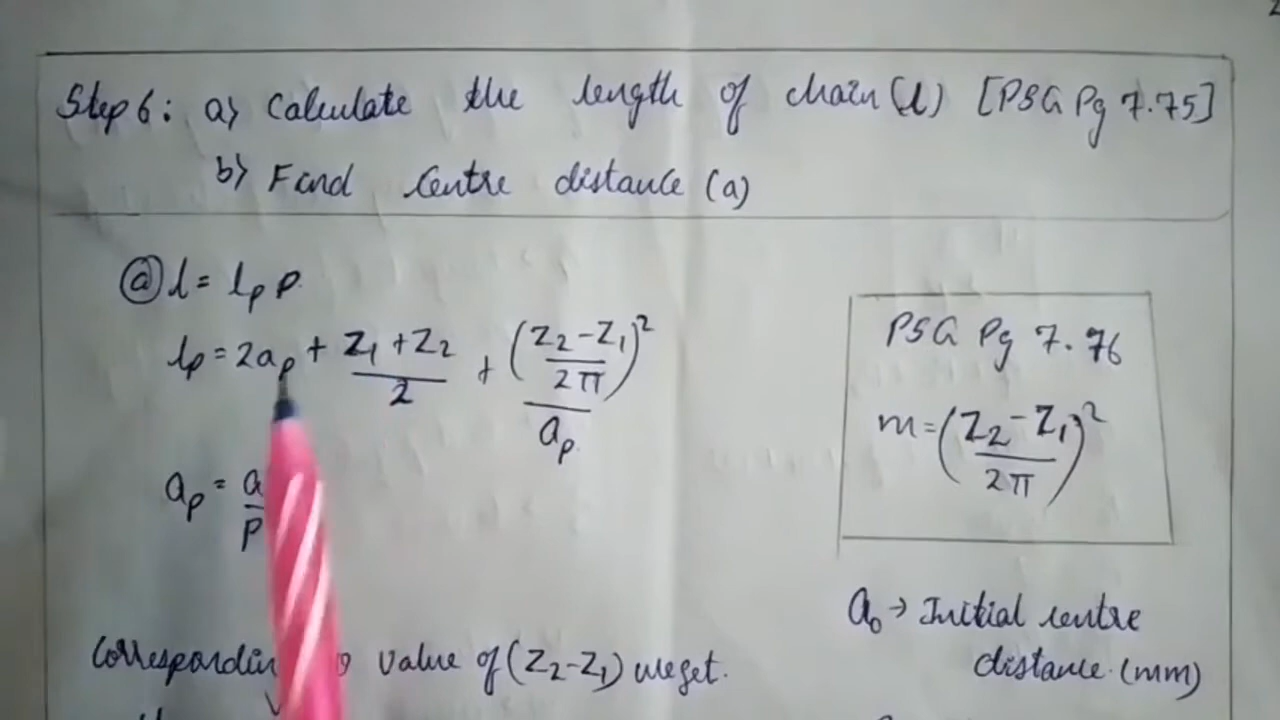 Step 6: a) Calculate the length of chain (l) [PSG Pg 7.75]
b) Find Centre distance (a)
ⓐ l = lₚ p
lₚ = 2aₚ + (Z₁ + Z₂)/2 + ((Z₂ - Z₁)/2π)²/aₚ
aₚ = a/p
PSG Pg 7.76
m = ((Z₂ - Z₁)/2π)²
a₀ → Initial centre
distance (mm)
value of (Z₂ - Z₁) we get.